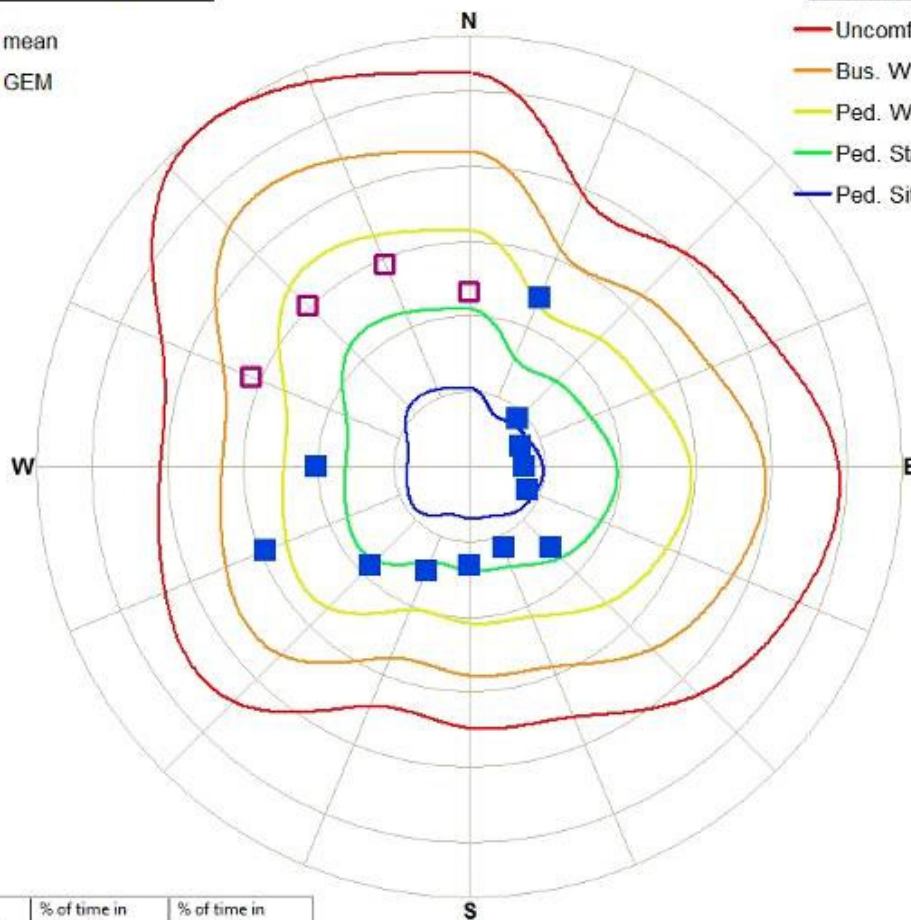 N
mean
GEM
Uncomf
Bus. W
Ped. W
Ped. St
Ped. Si
W
E
S
% of time in
% of time in